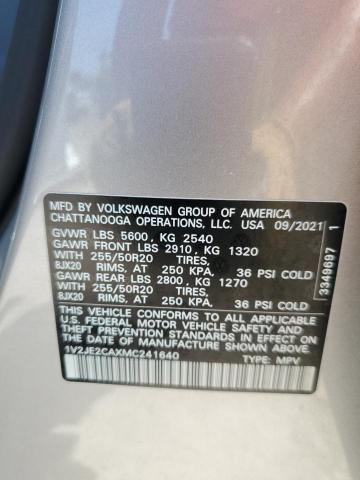 MFD BY VOLKSWAGEN GROUP OF AMERICA
CHATTANOOGA OPERATIONS, LLC. USA 09/2021
GVWR LBS 5600, KG 2540
GAWR FRONT LBS 2910, KG 1320
WITH 255/50R20 TIRES,
8JX20 RIMS, AT 250 KPA, 36 PSI COLD
GAWR REAR LBS 2800, KG 1270
WITH 255/50R20 TIRES,
8JX20 RIMS, AT 250 KPA, 36 PSI COLD
THIS VEHICLE CONFORMS TO ALL APPLICABLE
U.S. FEDERAL MOTOR VEHICLE SAFETY AND
THEFT PREVENTION STANDARDS IN EFFECT ON
THE DATE OF MANUFACTURE SHOWN ABOVE.
1V2JE2CAXMC241640 TYPE: MPV
3349697 1